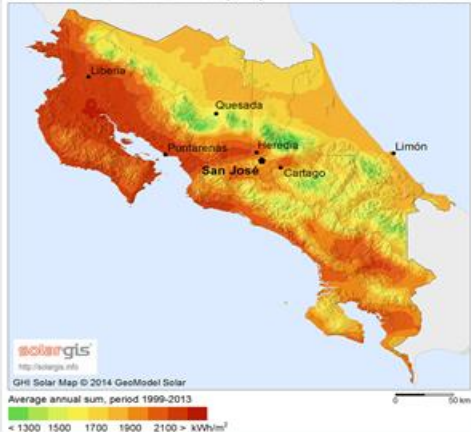 Liberia
Quesada
Puntarenas
Heredia
Limón
San José
Cartago
solargis
http://solargis.info
GHI Solar Map © 2014 GeoModel Solar
Average annual sum, period 1999-2013
0 50 km
< 1300 1500 1700 1900 2100 > kWh/m²